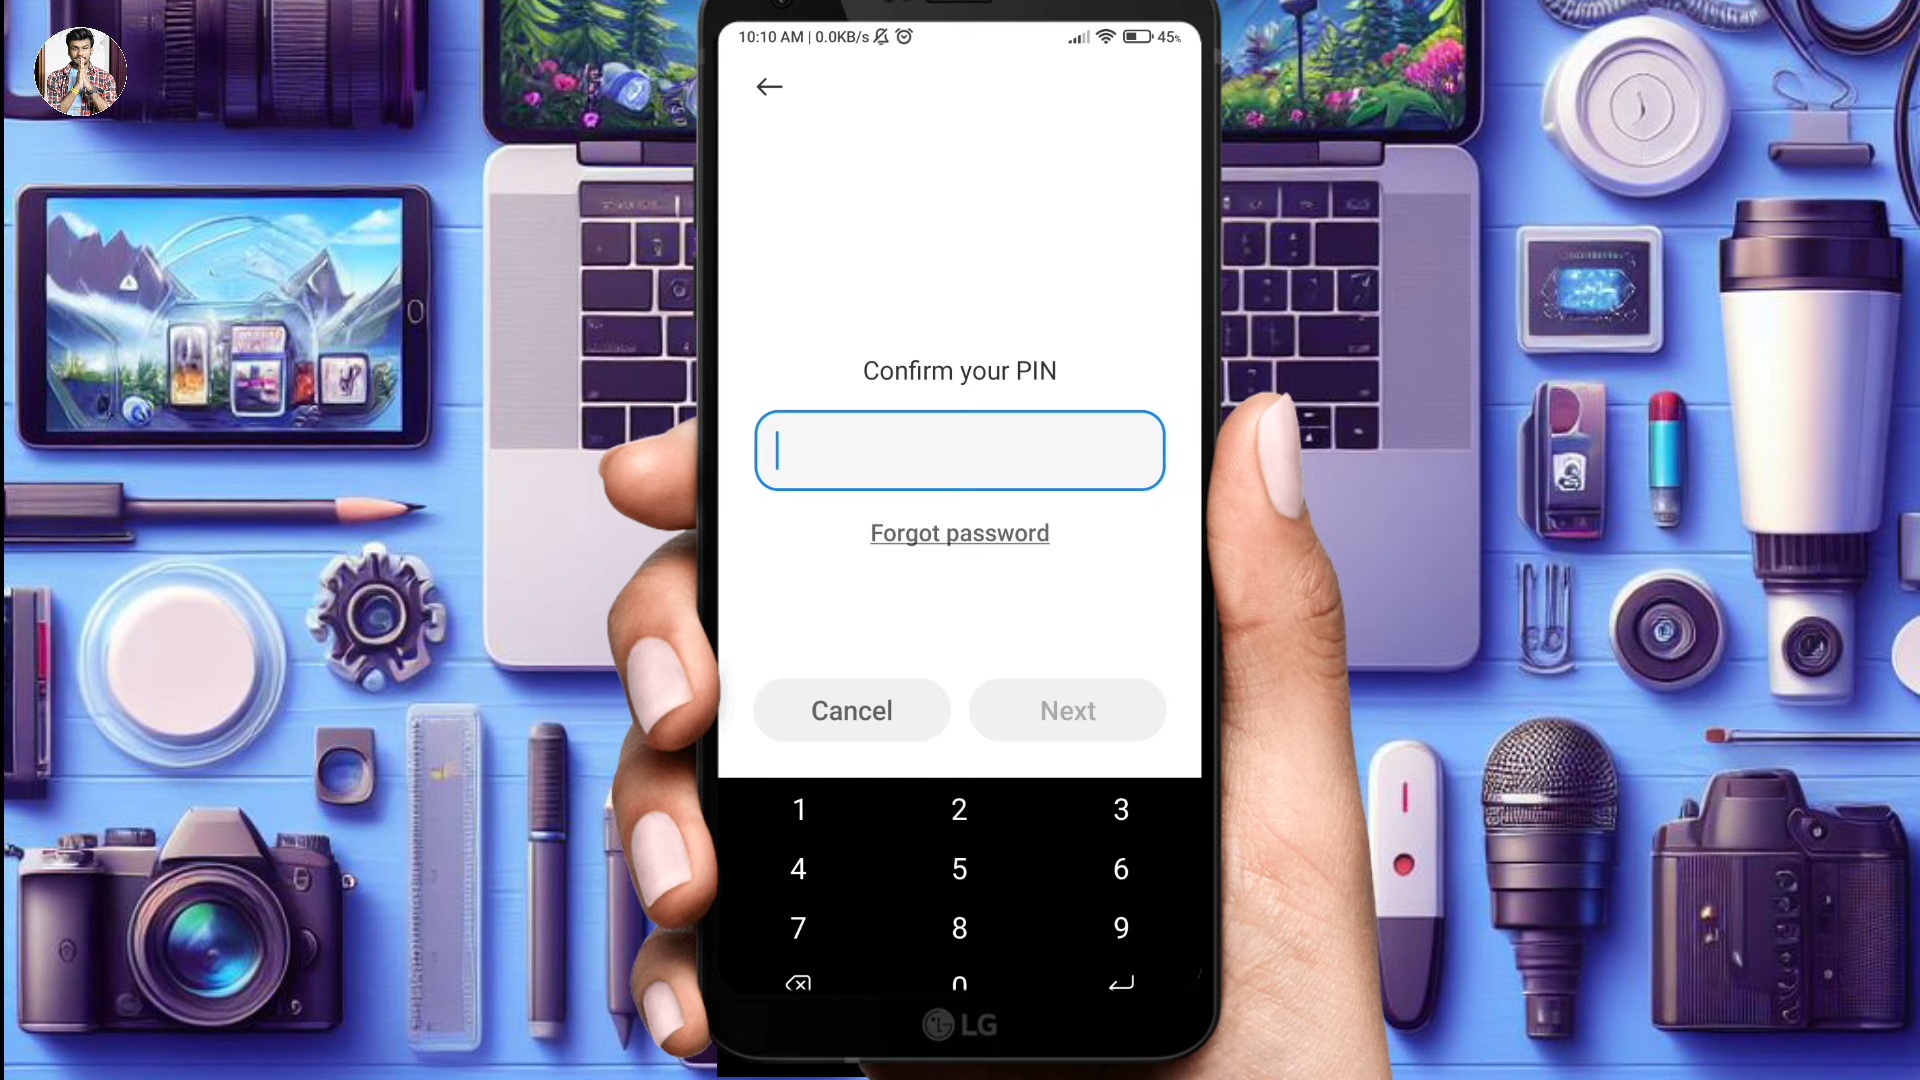 10:10 AM | 0.0KB/s 45%
Confirm your PIN
Forgot password
Cancel Next
1 2 3
4 5 6
7 8 9
0
LG